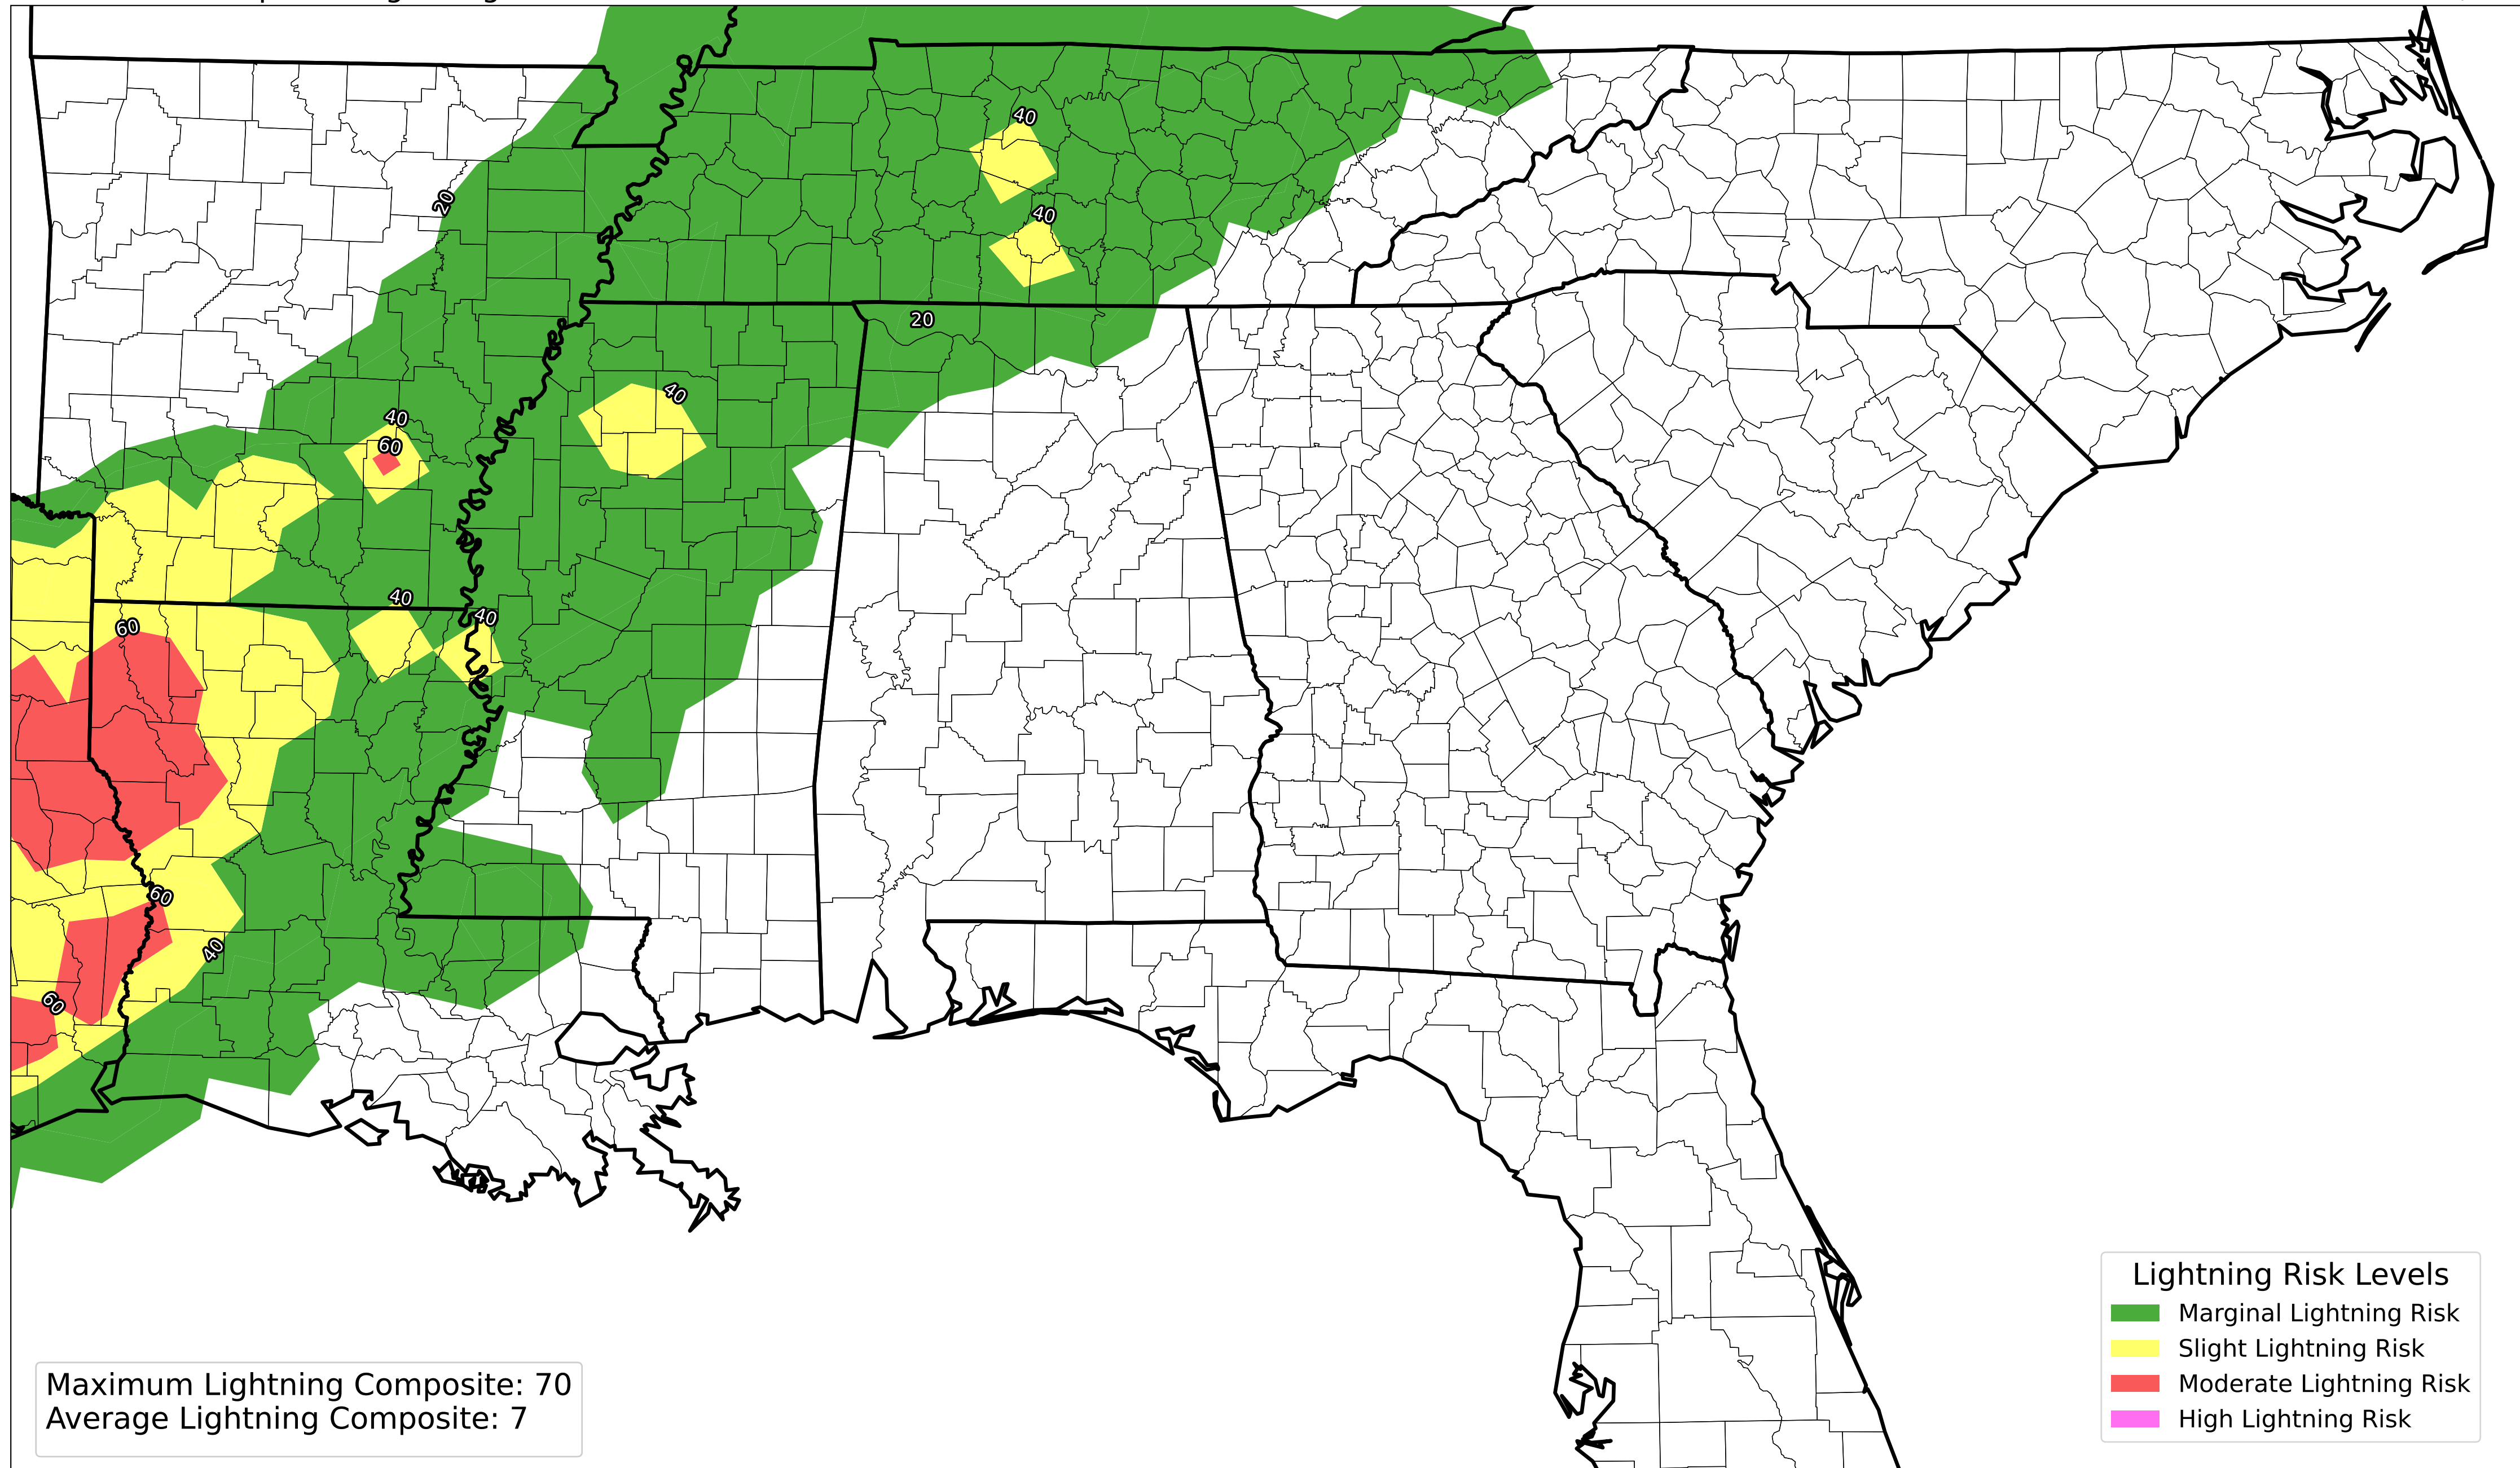 40
20
40
20
40
40
60
40
40
60
60
40
60
Lightning Risk Levels
Marginal Lightning Risk
Slight Lightning Risk
Moderate Lightning Risk
High Lightning Risk
Maximum Lightning Composite: 70
Average Lightning Composite: 7